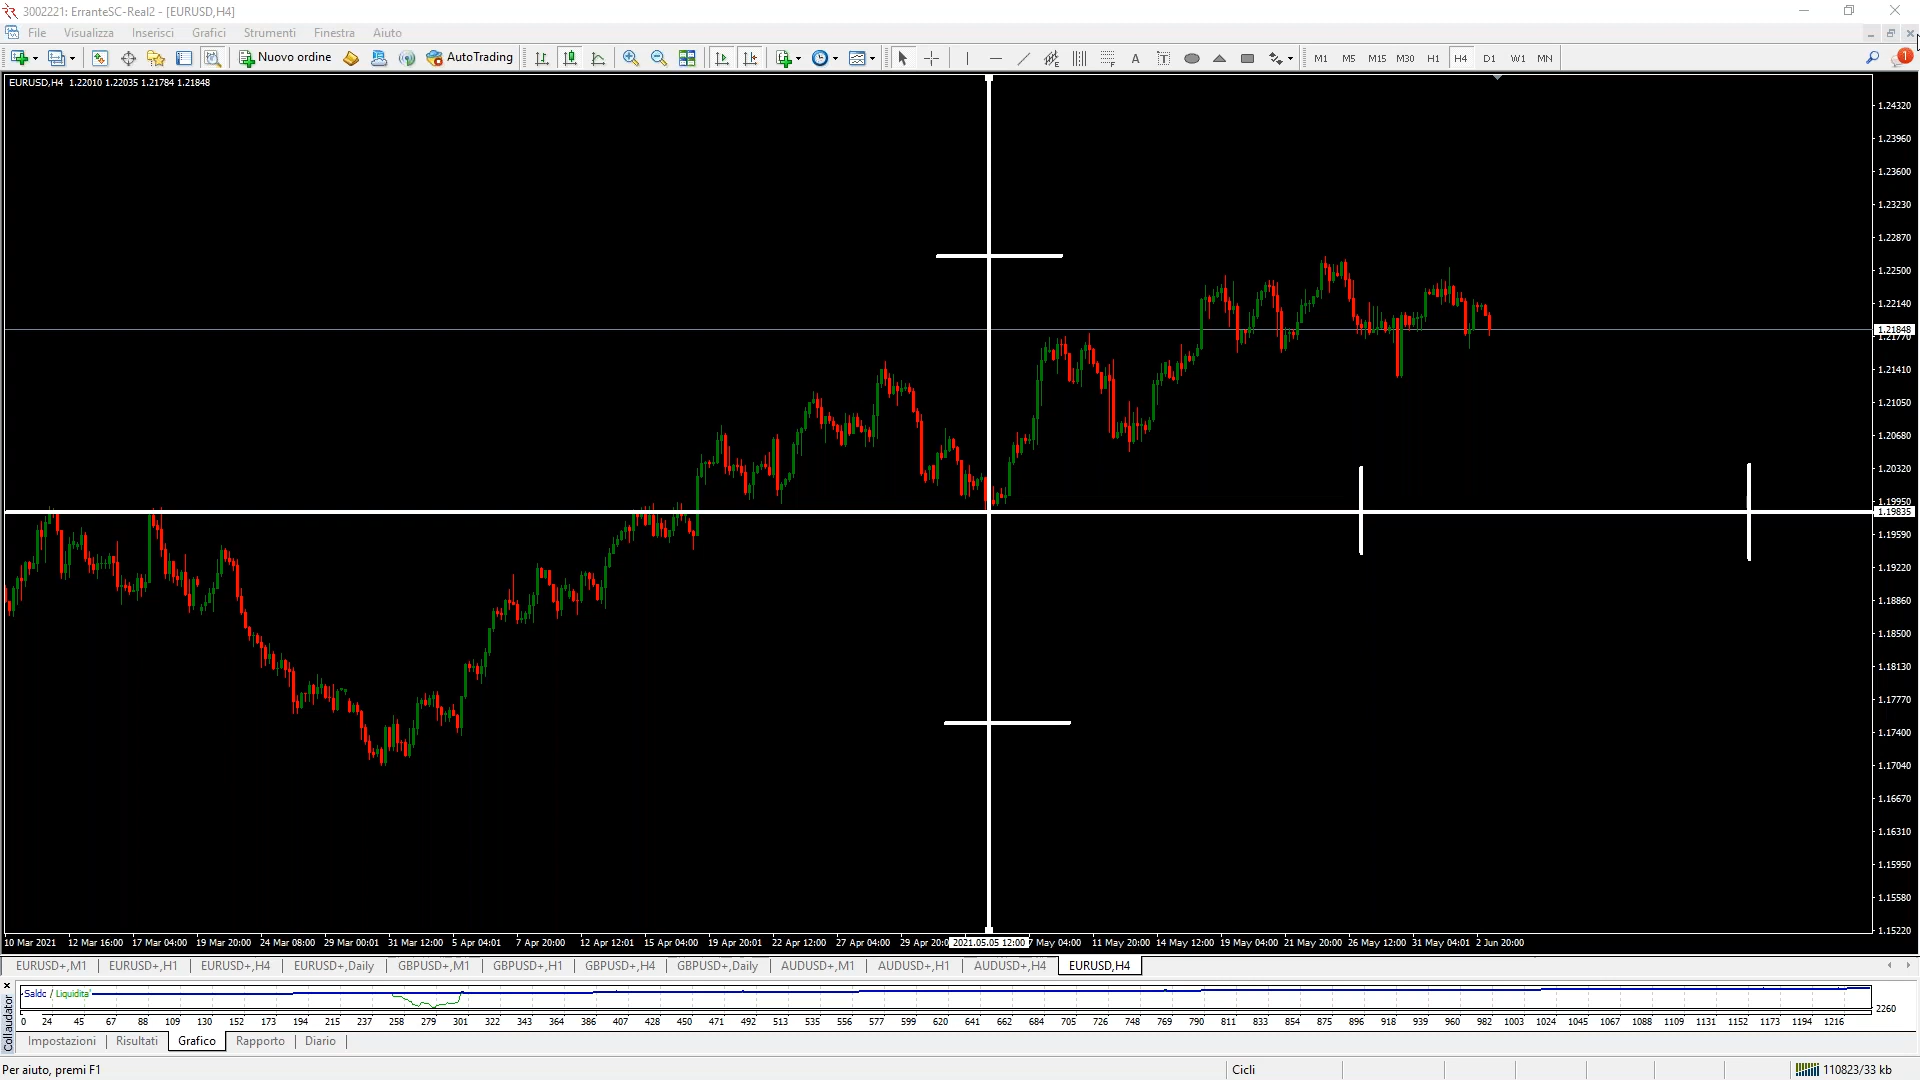 3002221: ErranteSC-Real2 - [EURUSD,H4]
File Visualizza Inserisci Grafici Strumenti Finestra Aiuto
Nuovo ordine AutoTrading A T M1 M5 M15 M30 H1 H4 D1 W1 MN 1
EURUSD,H4 1.22010 1.22035 1.21784 1.21848
1.24320
1.23960
1.23600
1.23230
1.22870
1.22500
1.22140
1.21848
1.21770
1.21410
1.21050
1.20680
1.20320
1.19950
1.19835
1.19590
1.19220
1.18860
1.18500
1.18130
1.17770
1.17400
1.17040
1.16670
1.16310
1.15950
1.15580
1.15220
10 Mar 2021 12 Mar 16:00 17 Mar 04:00 19 Mar 20:00 24 Mar 08:00 29 Mar 00:01 31 Mar 12:00 5 Apr 04:01 7 Apr 20:00 12 Apr 12:01 15 Apr 04:00 19 Apr 20:01 22 Apr 12:00 27 Apr 04:00 29 Apr 20:00 2021.05.05 12:00 7 May 04:00 11 May 20:00 14 May 12:00 19 May 04:00 21 May 20:00 26 May 12:00 31 May 04:01 2 Jun 20:00
EURUSD+,M1 EURUSD+,H1 EURUSD+,H4 EURUSD+,Daily GBPUSD+,M1 GBPUSD+,H1 GBPUSD+,H4 GBPUSD+,Daily AUDUSD+,M1 AUDUSD+,H1 AUDUSD+,H4 EURUSD,H4
Saldo / Liquidita'
2260
0 24 45 67 88 109 130 152 173 194 215 237 258 279 301 322 343 364 386 407 428 450 471 492 513 535 556 577 599 620 641 662 684 705 726 748 769 790 811 833 854 875 896 918 939 960 982 1003 1024 1045 1067 1088 1109 1131 1152 1173 1194 1216
Collaudatore
Impostazioni Risultati Grafico Rapporto Diario
Per aiuto, premi F1 Cicli 110823/33 kb